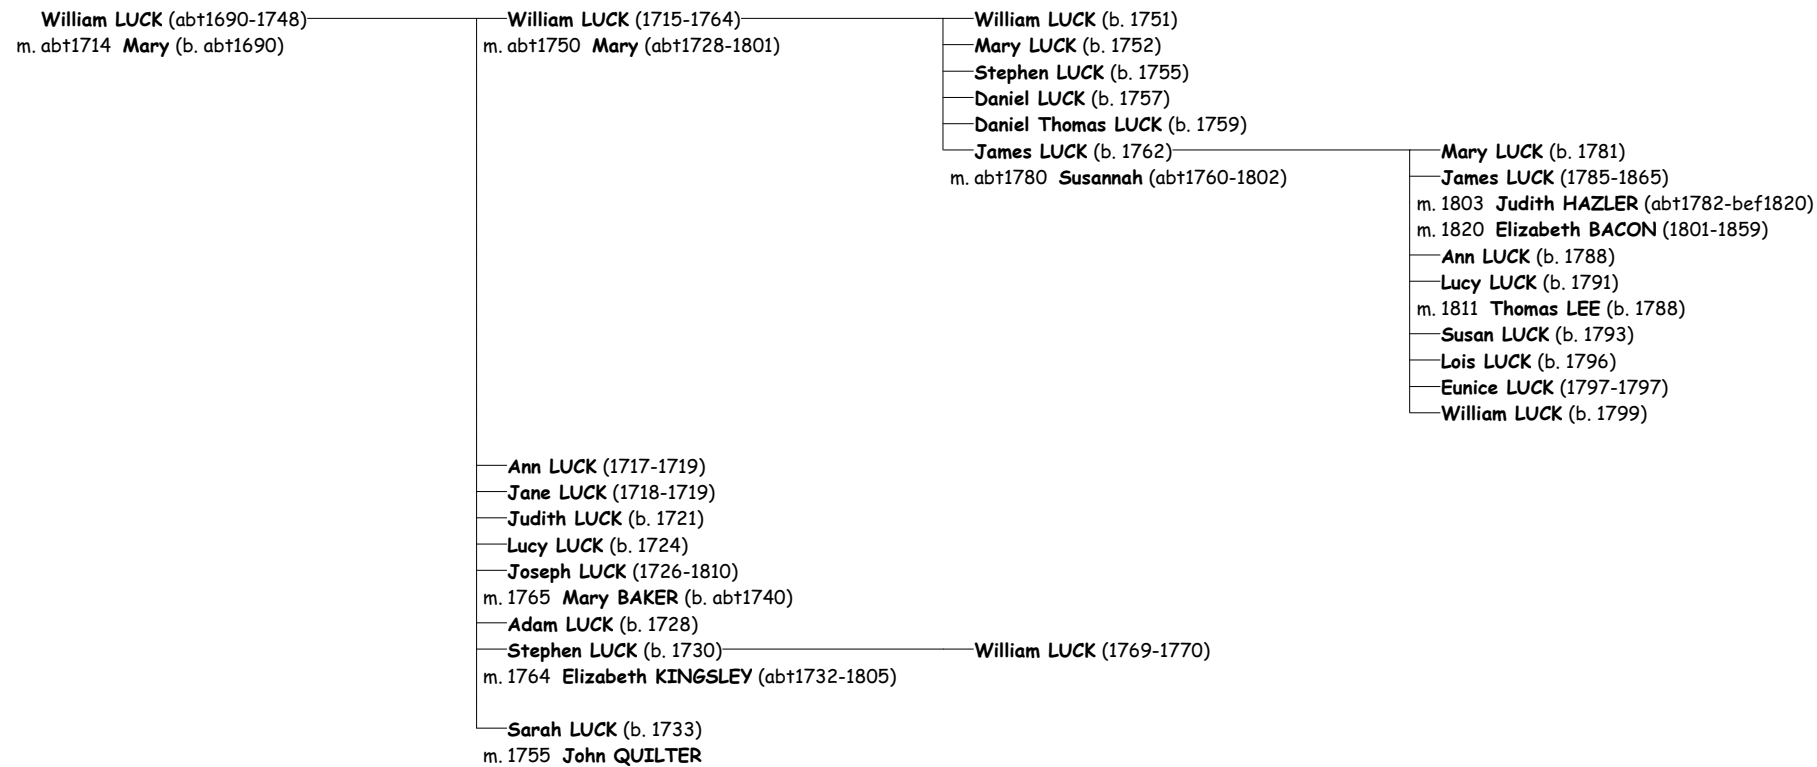 William LUCK (abt1690-1748) William LUCK (1715-1764) William LUCK (b. 1751)
m. abt1714 Mary (b. abt1690) m. abt1750 Mary (abt1728-1801) Mary LUCK (b. 1752)
Stephen LUCK (b. 1755)
Daniel LUCK (b. 1757)
Daniel Thomas LUCK (b. 1759)
James LUCK (b. 1762) Mary LUCK (b. 1781)
m. abt1780 Susannah (abt1760-1802) James LUCK (1785-1865)
m. 1803 Judith HAZLER (abt1782-bef1820)
m. 1820 Elizabeth BACON (1801-1859)
Ann LUCK (b. 1788)
Lucy LUCK (b. 1791)
m. 1811 Thomas LEE (b. 1788)
Susan LUCK (b. 1793)
Lois LUCK (b. 1796)
Eunice LUCK (1797-1797)
William LUCK (b. 1799)
Ann LUCK (1717-1719)
Jane LUCK (1718-1719)
Judith LUCK (b. 1721)
Lucy LUCK (b. 1724)
Joseph LUCK (1726-1810)
m. 1765 Mary BAKER (b. abt1740)
Adam LUCK (b. 1728)
Stephen LUCK (b. 1730) William LUCK (1769-1770)
m. 1764 Elizabeth KINGSLEY (abt1732-1805)
Sarah LUCK (b. 1733)
m. 1755 John QUILTER